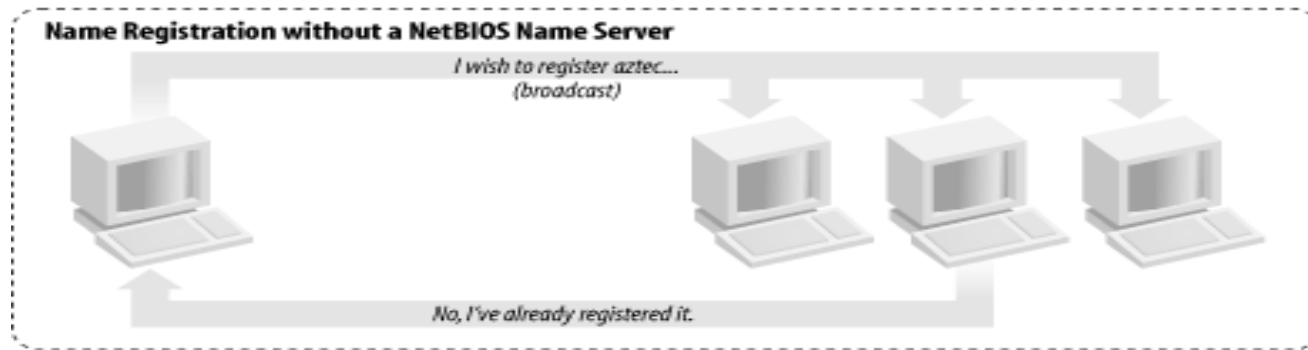 Name Registration without a NetBIOS Name Server
I wish to register aztec...
(broadcast)
No, I've already registered it.